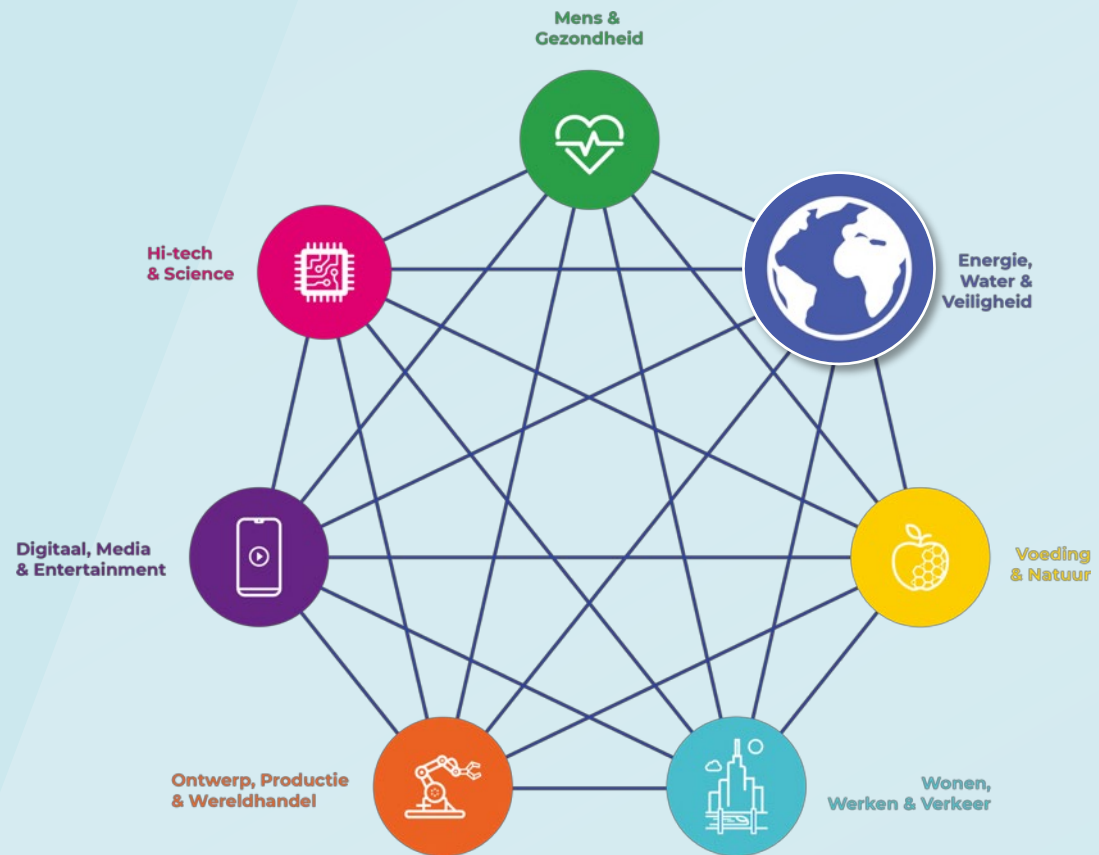 Mens &
Gezondheid
Hi-tech
& Science
Energie,
Water &
Veiligheid
Digitaal, Media
& Entertainment
Voeding
& Natuur
Ontwerp, Productie
& Wereldhandel
Wonen,
Werken & Verkeer